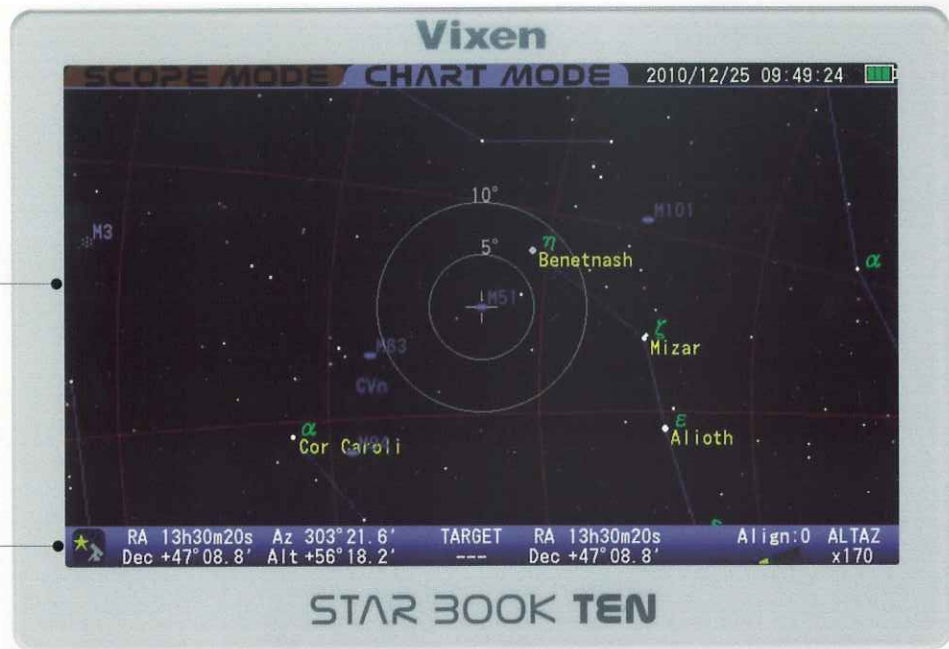 Vixen
SCOPE MODE CHART MODE 2010/12/25 09:49:24
10°
M101
M3
η
5°
Benetnash
α
M51
ζ
Mizar
M63
CVn
ε
α
Alioth
Cor Caroli
M94
δ
RA 13h30m20s Az 303°21.6' TARGET RA 13h30m20s Align:0 ALTAZ
Dec +47°08.8' Alt +56°18.2' --- Dec +47°08.8' x170
STAR BOOK TEN